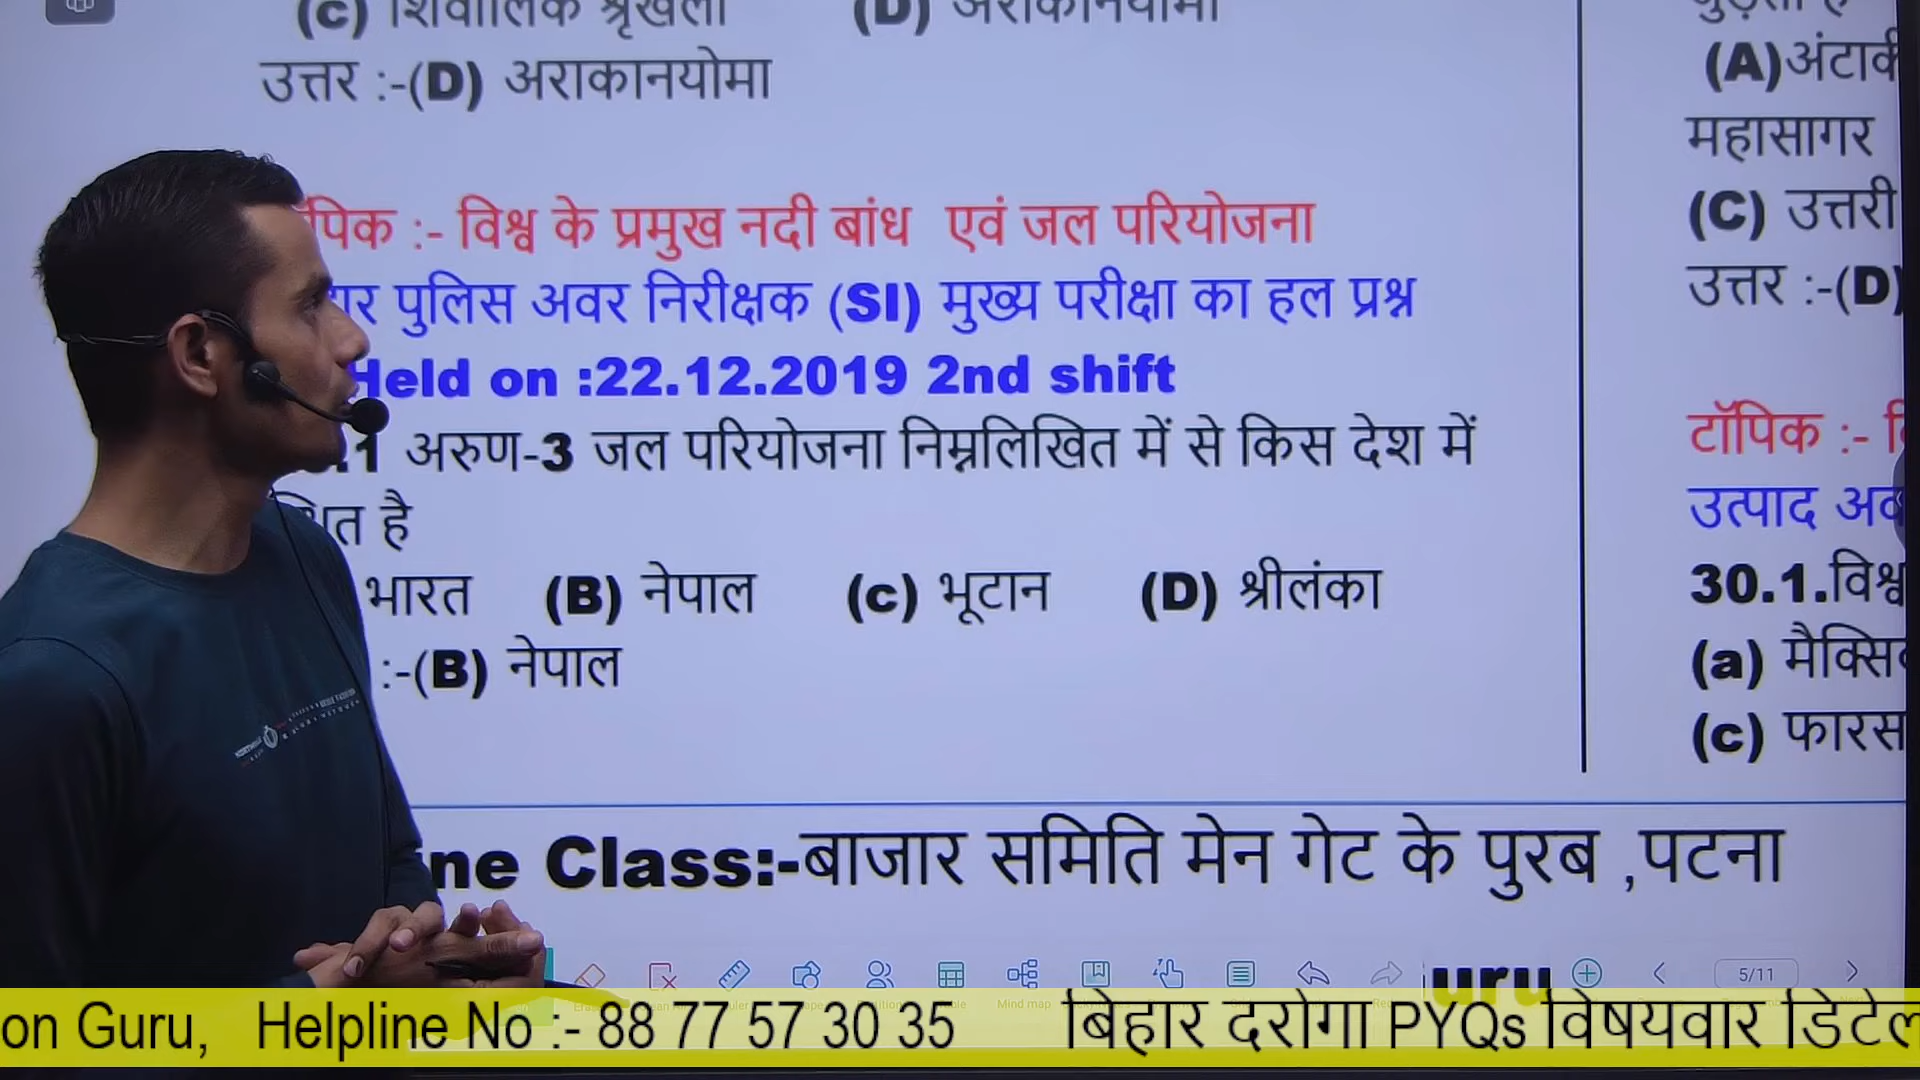 (c) शिवालिक श्रृंखला (D) अराकानयोमा
उत्तर :-(D) अराकानयोमा
पिक :- विश्व के प्रमुख नदी बांध एवं जल परियोजना
पुलिस अवर निरीक्षक (SI) मुख्य परीक्षा का हल प्रश्न
Held on :22.12.2019 2nd shift
.1 अरुण-3 जल परियोजना निम्नलिखित में से किस देश में
है
भारत (B) नेपाल (c) भूटान (D) श्रीलंका
:-(B) नेपाल
(A)
महासागर
(C) उत्तरी
उत्तर :-(D)
टॉपिक :-
उत्पाद
30.1.विश्व
(a)
(c) फारस
ne Class:-बाजार समिति मेन गेट के पुरब ,पटना
uru
5/11
on Guru, Helpline No :- 88 77 57 30 35 बिहार दरोगा PYQs विषयवार डिटेल